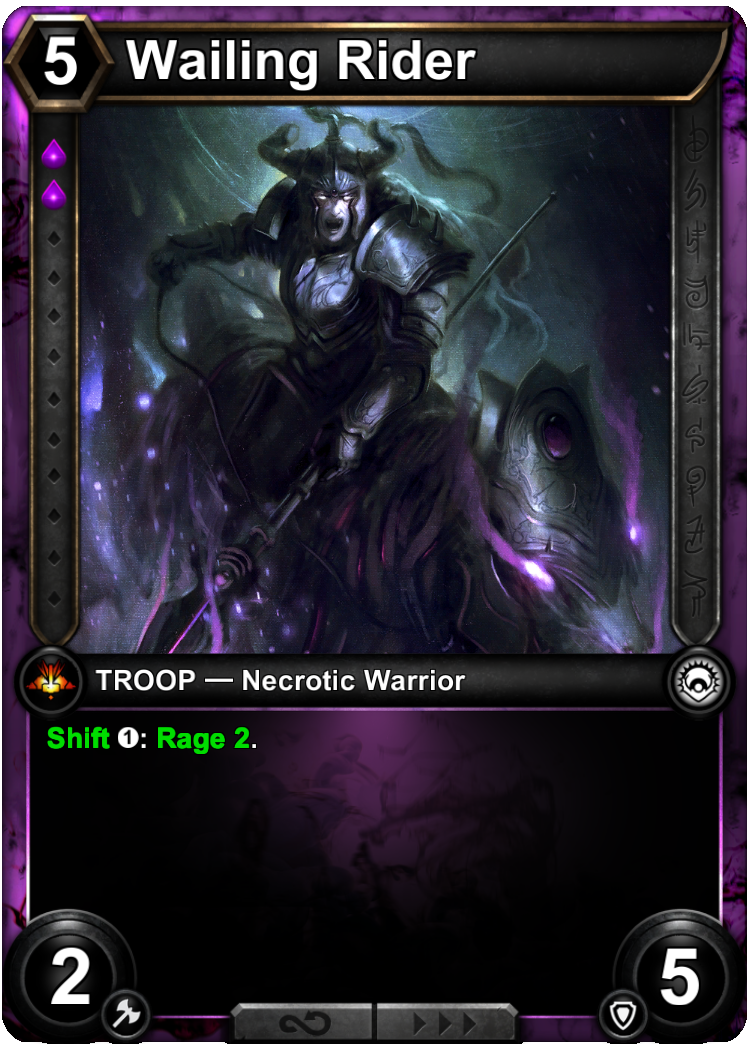 5 Wailing Rider
TROOP — Necrotic Warrior
Shift ①: Rage 2.
2
5